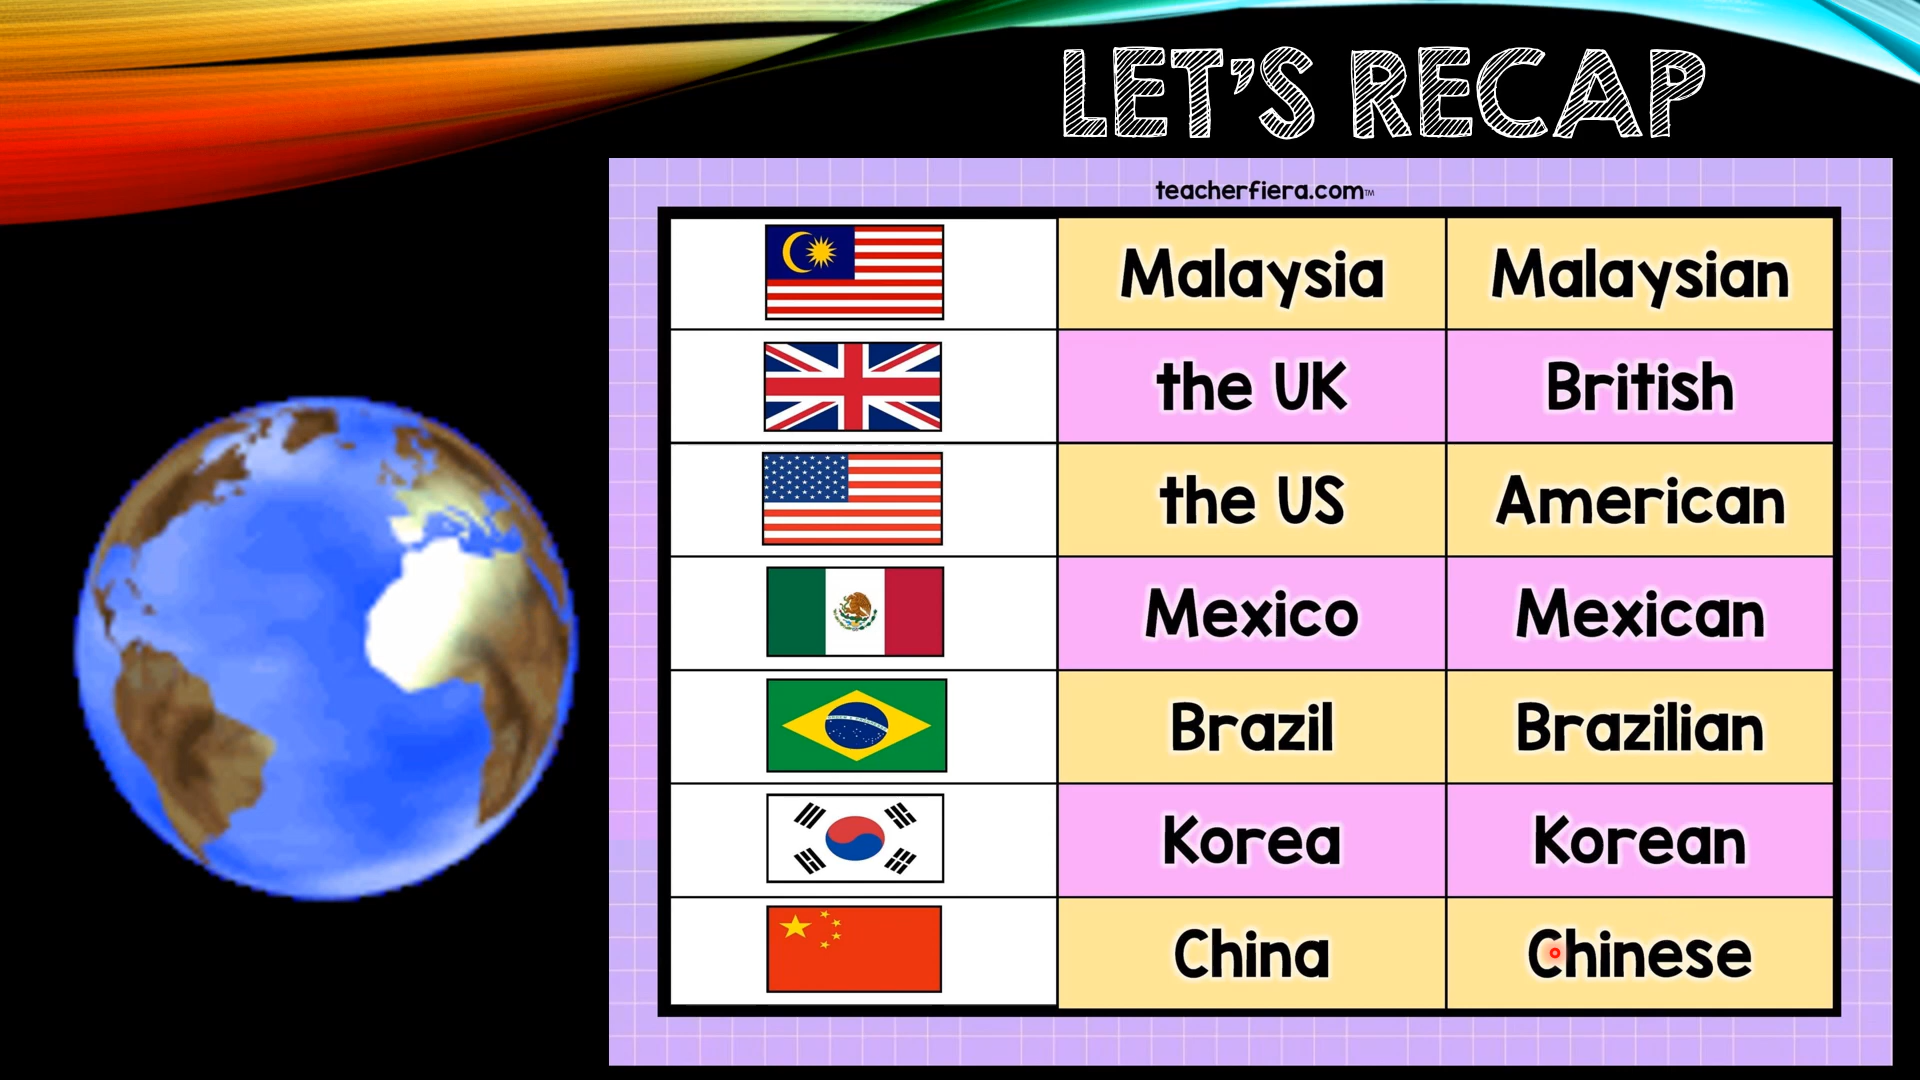 LET'S RECAP
teacherfiera.com™
Malaysia Malaysian
the UK British
the US American
Mexico Mexican
Brazil Brazilian
Korea Korean
China Chinese